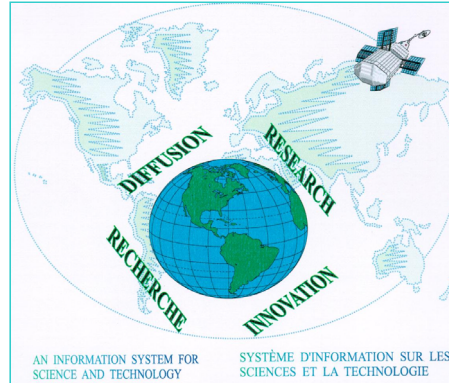 DIFFUSION
RESEARCH
RECHERCHE
INNOVATION
AN INFORMATION SYSTEM FOR
SCIENCE AND TECHNOLOGY
SYSTÈME D'INFORMATION SUR LES
SCIENCES ET LA TECHNOLOGIE